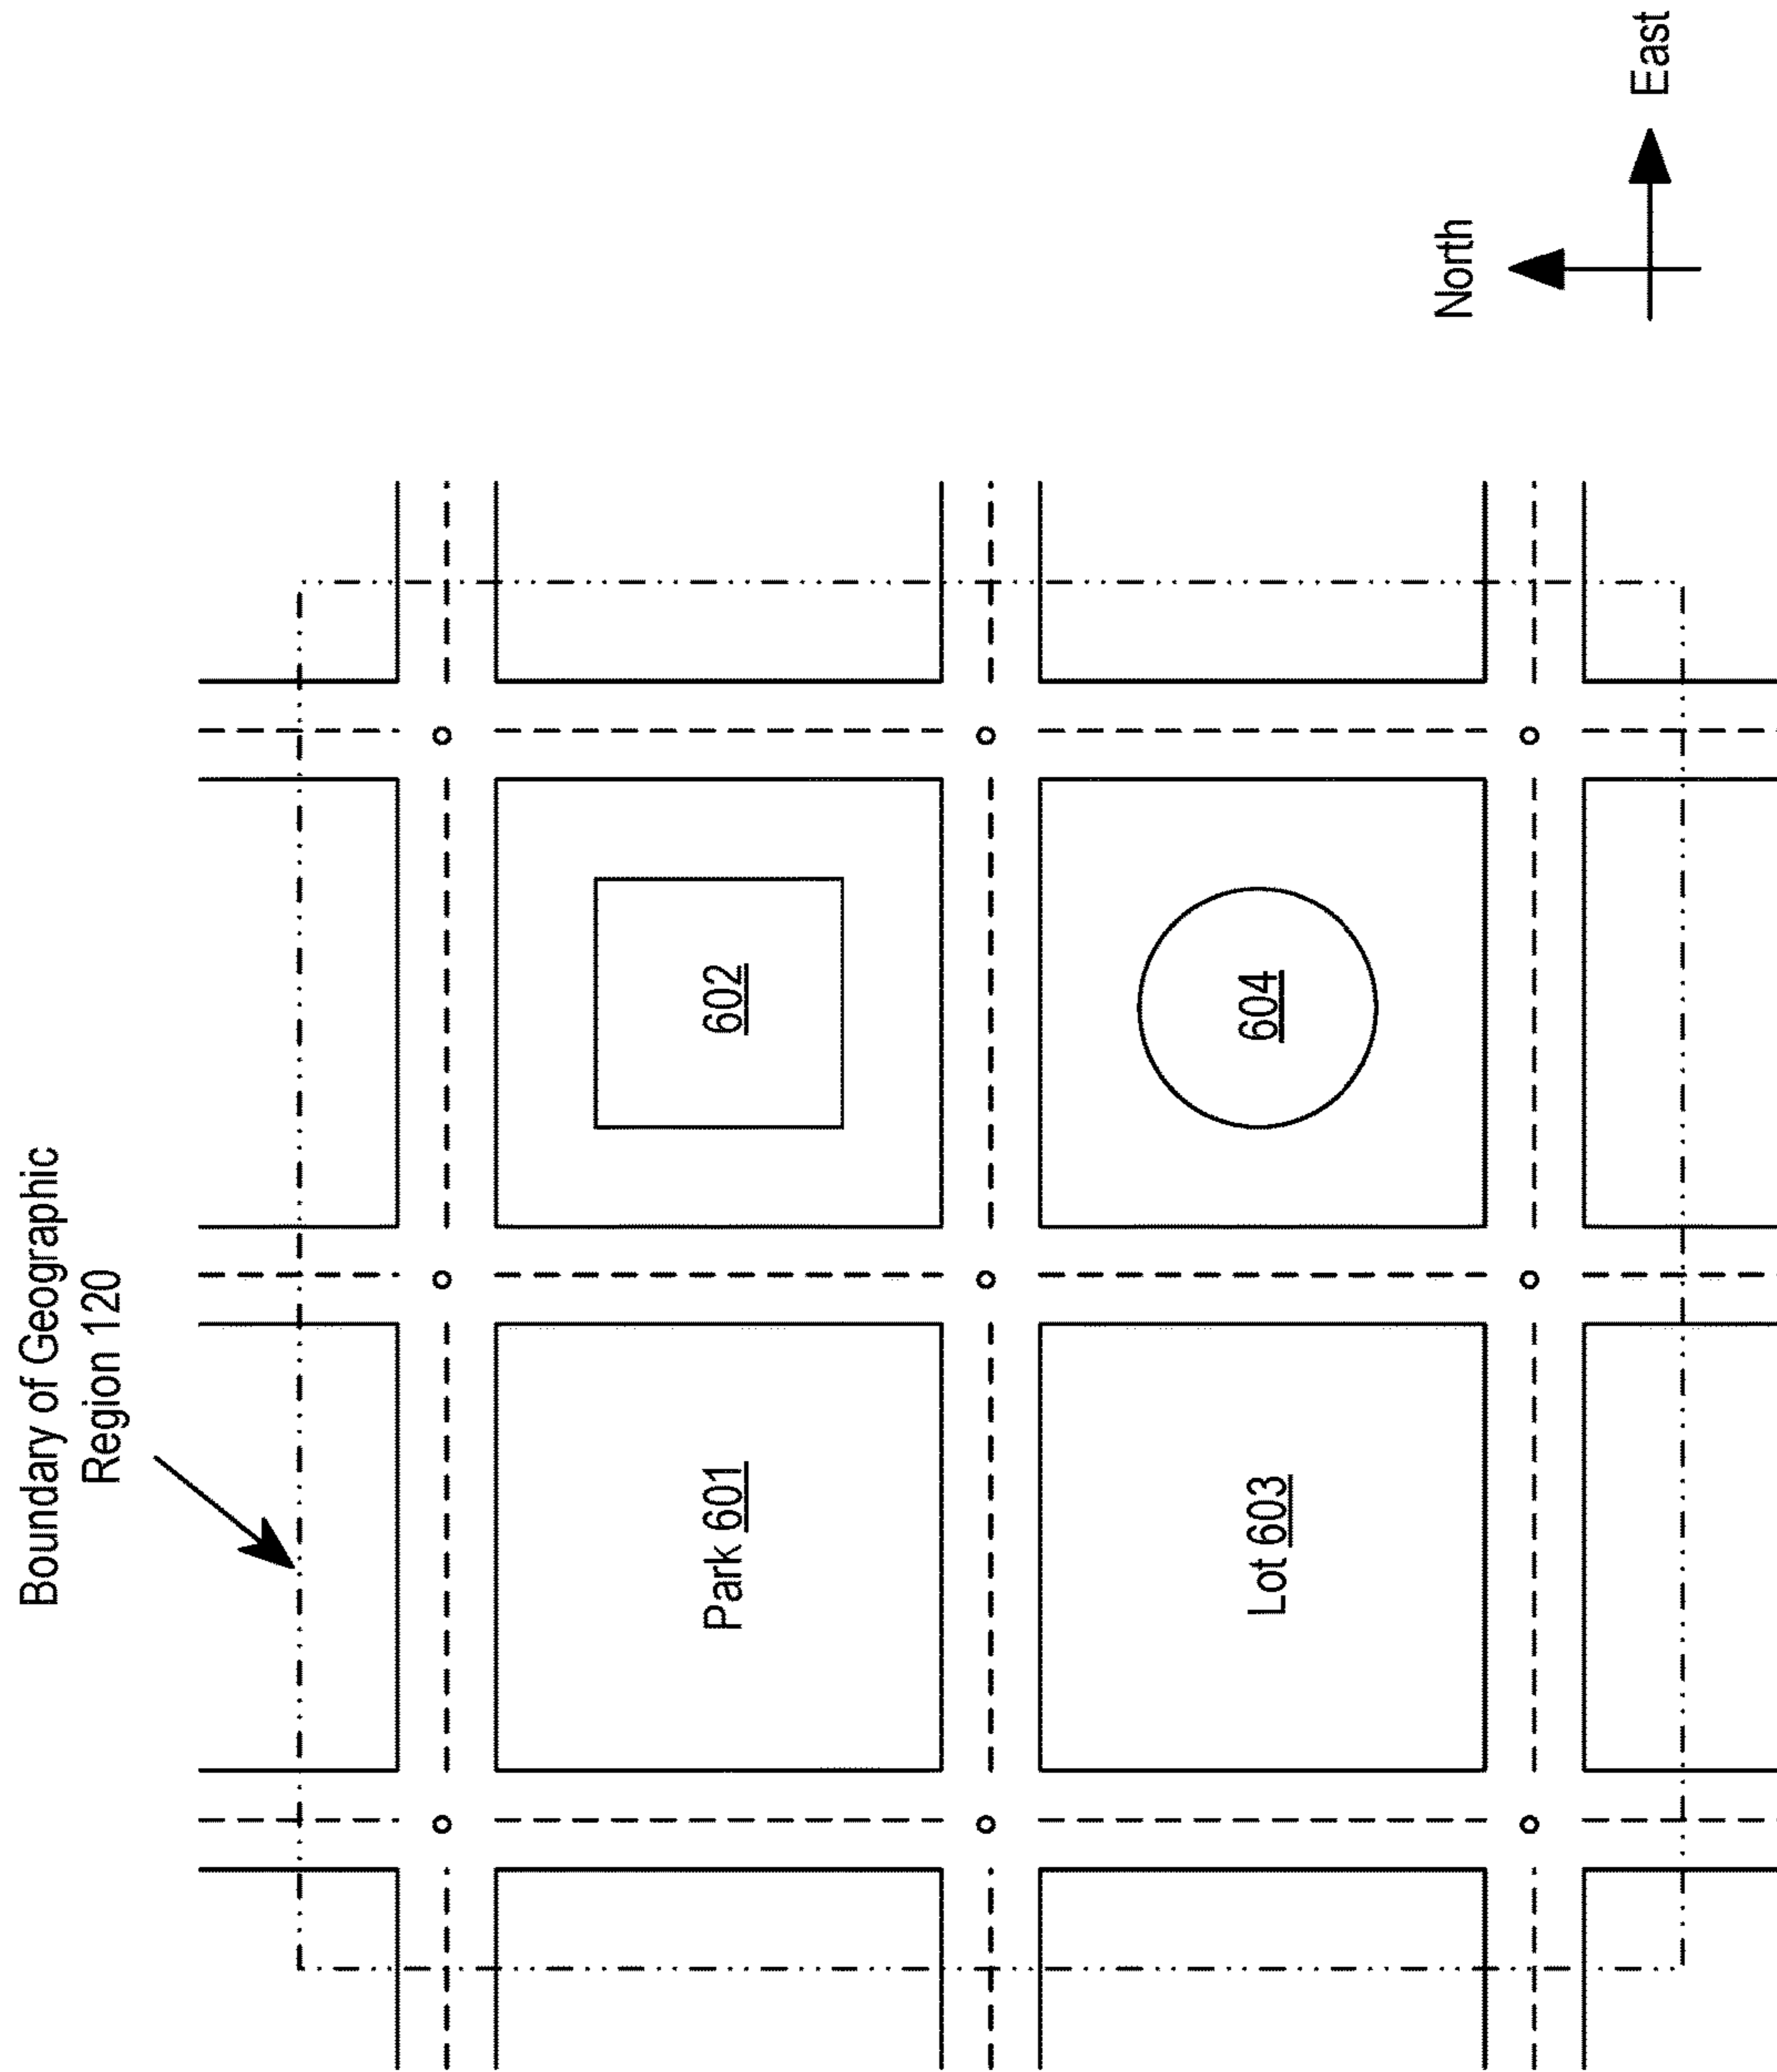 Boundary of Geographic
Region 120
Park 601
602
Lot 603
604
North
East